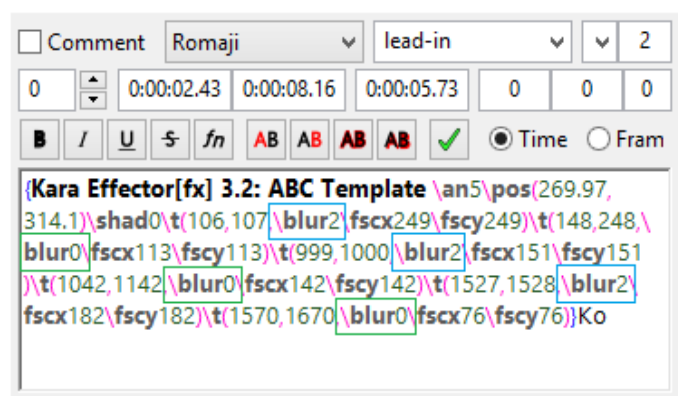 Comment Romaji lead-in 2
0 0:00:02.43 0:00:08.16 0:00:05.73 0 0 0
B I U S fn AB AB AB AB Time Fram
{Kara Effector[fx] 3.2: ABC Template \an5\pos(269.97,
314.1)\shad0\t(106,107,\blur2\fscx249\fscy249)\t(148,248,\
blur0\fscx113\fscy113)\t(999,1000,\blur2\fscx151\fscy151
)\t(1042,1142,\blur0\fscx142\fscy142)\t(1527,1528,\blur2\
fscx182\fscy182)\t(1570,1670,\blur0\fscx76\fscy76)}Ko